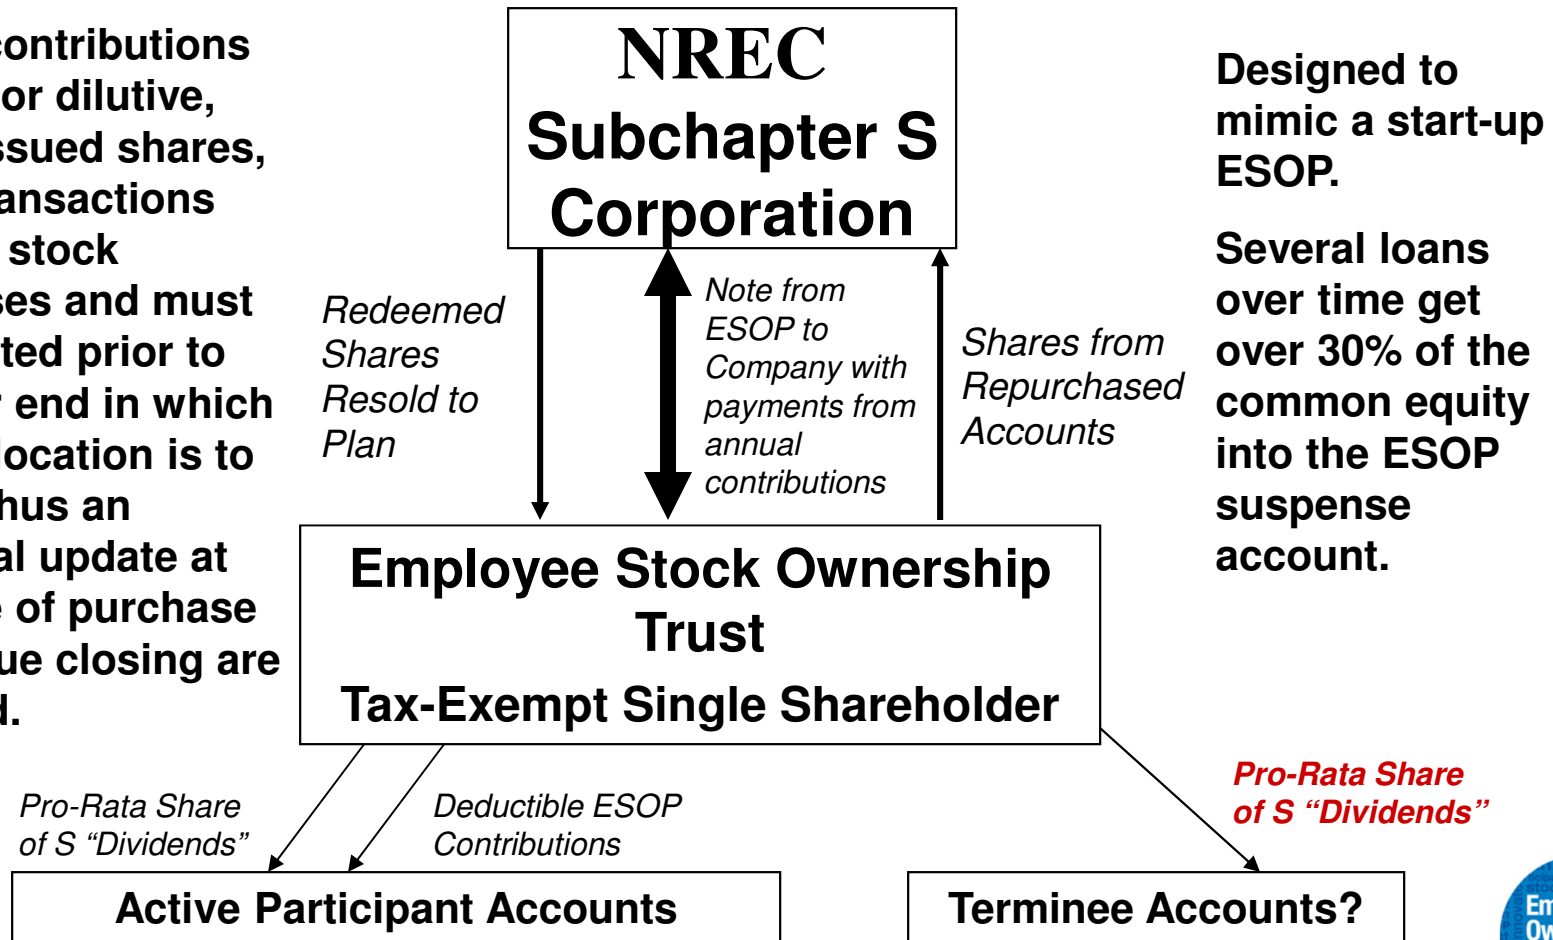 contributions
or dilutive,
ssued shares,
ansactions
stock
ses and must
ted prior to
end in which
location is to
hus an
al update at
of purchase
ue closing are
d.
NREC
Subchapter S
Corporation
Designed to
mimic a start-up
ESOP.
Several loans
over time get
over 30% of the
common equity
into the ESOP
suspense
account.
Redeemed
Shares
Resold to
Plan
Note from
ESOP to
Company with
payments from
annual
contributions
Shares from
Repurchased
Accounts
Employee Stock Ownership
Trust
Tax-Exempt Single Shareholder
Pro-Rata Share
of S “Dividends”
Deductible ESOP
Contributions
Pro-Rata Share
of S “Dividends”
Active Participant Accounts
Terminee Accounts?
Em
Ow